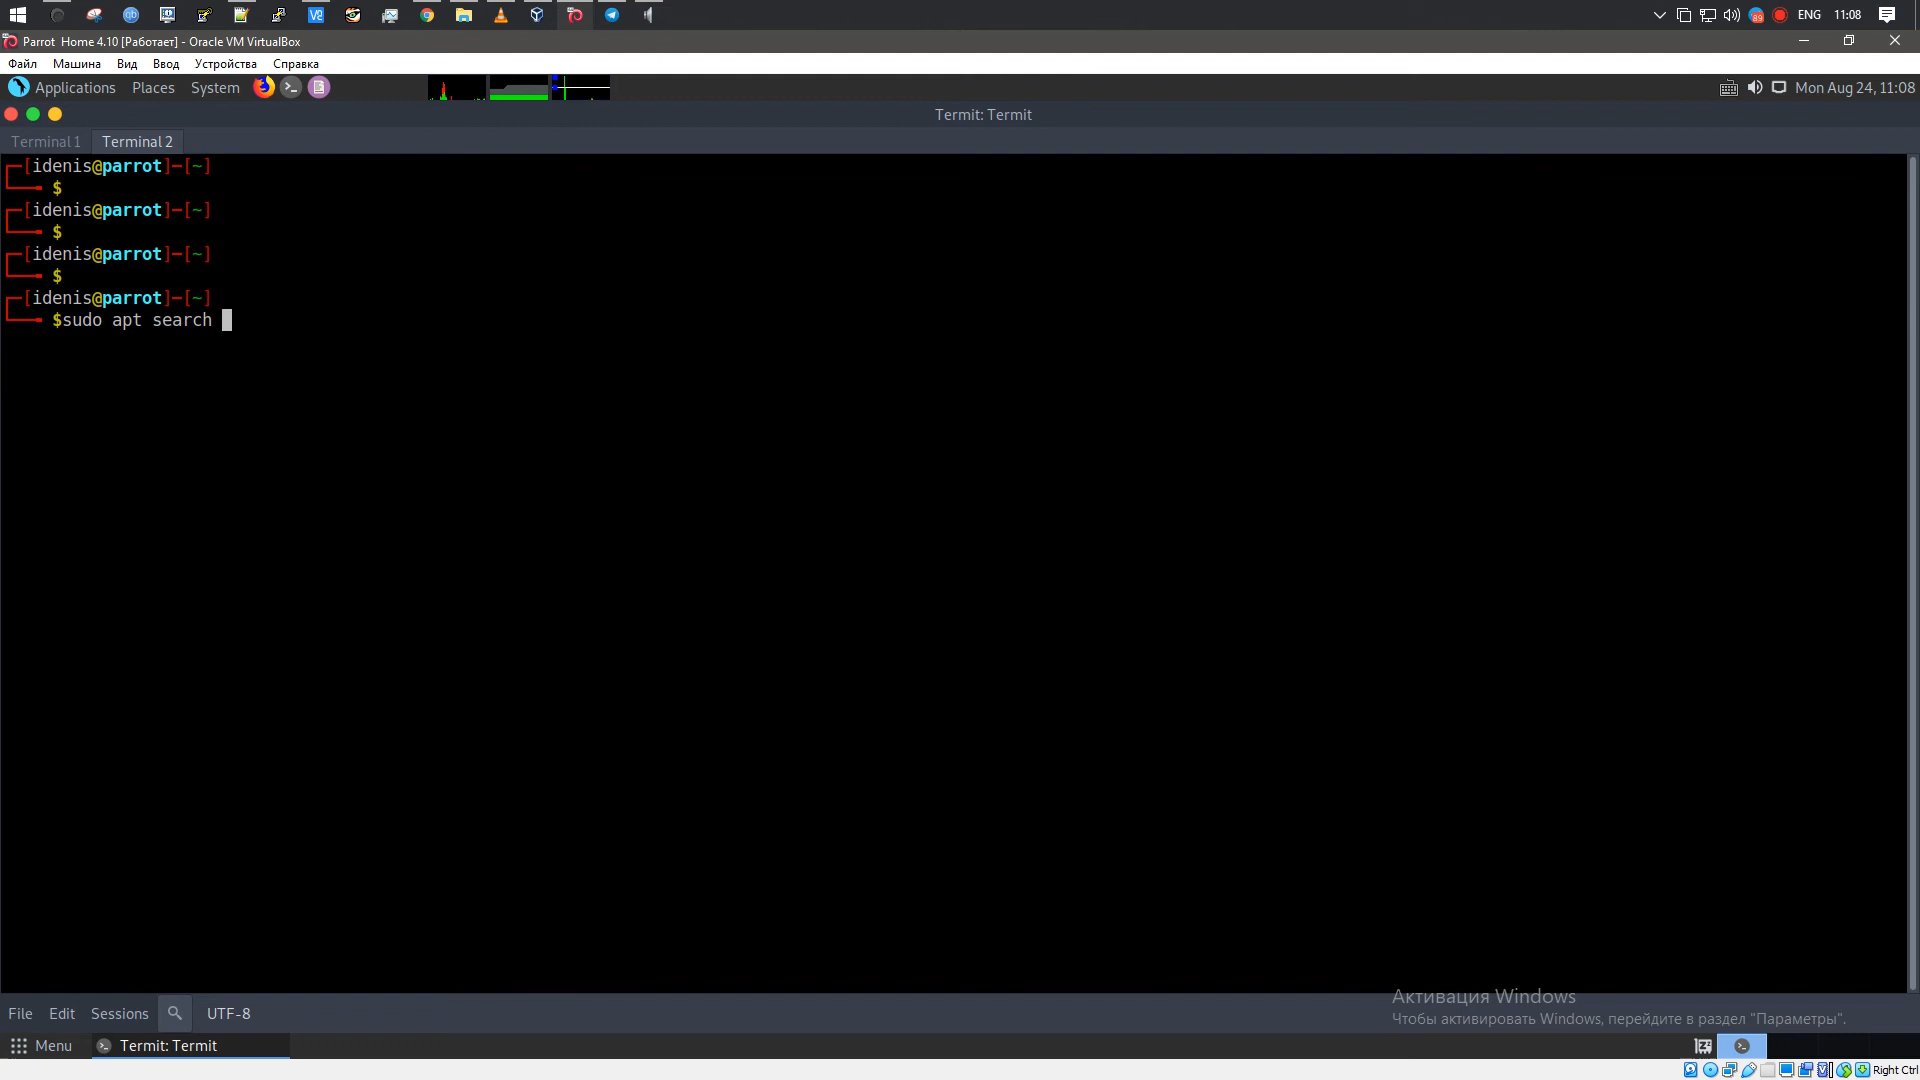 ENG 11:08
Parrot Home 4.10 [Работает] - Oracle VM VirtualBox
Файл Машина Вид Ввод Устройства Справка
Applications Places System Mon Aug 24, 11:08
Termit: Termit
Terminal 1 Terminal 2
[idenis@parrot]-[~]
$
[idenis@parrot]-[~]
$
[idenis@parrot]-[~]
$
[idenis@parrot]-[~]
$sudo apt search
Активация Windows
Чтобы активировать Windows, перейдите в раздел "Параметры".
File Edit Sessions UTF-8
Menu Termit: Termit
Right Ctrl